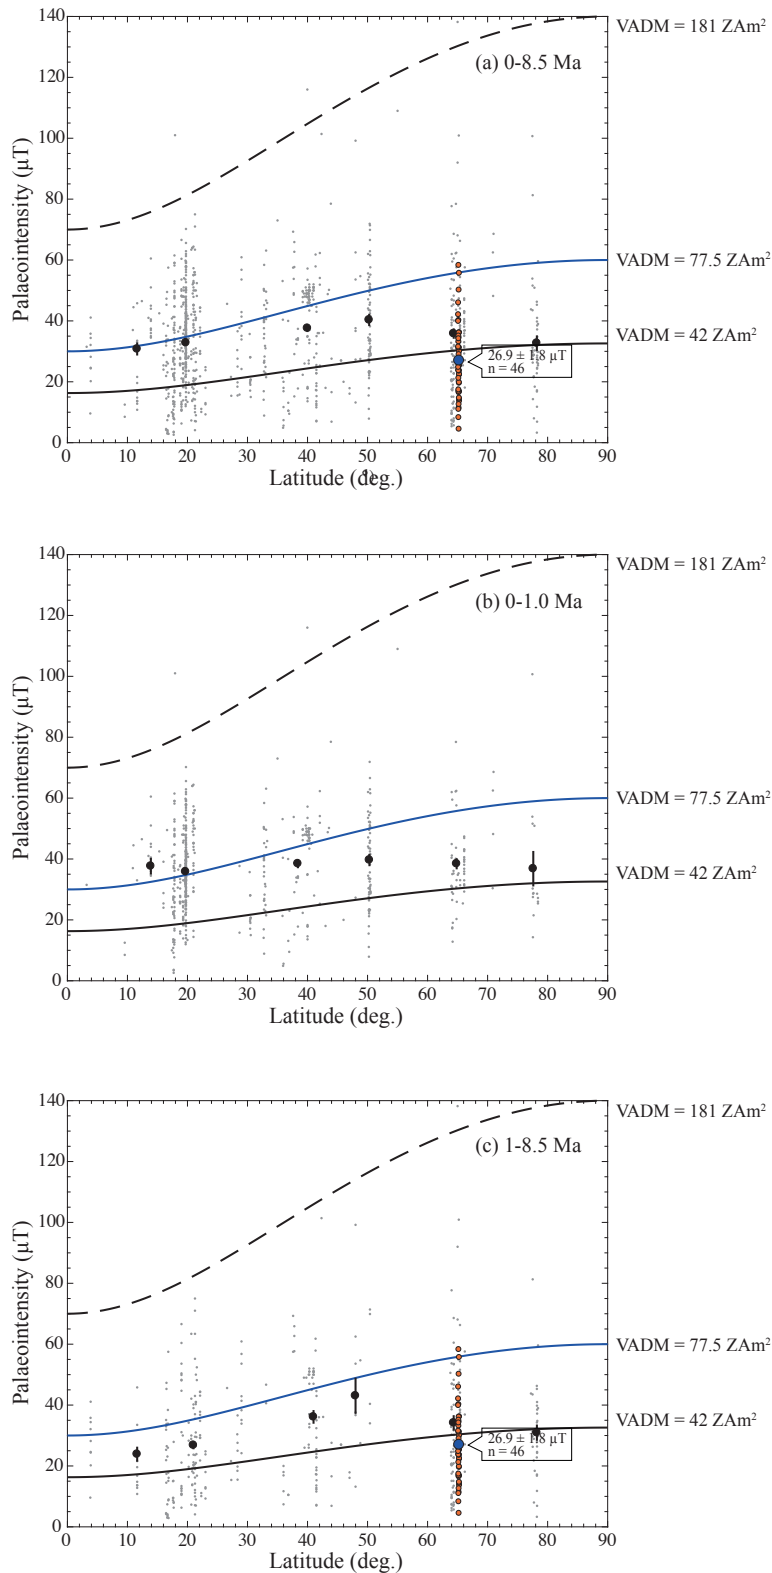 140
VADM = 181 ZAm²
(a) 0-8.5 Ma
120
100
80
Palaeointensity (µT)
60
VADM = 77.5 ZAm²
40
VADM = 42 ZAm²
26.9 ± 1.8 µT
n = 46
20
0
0 10 20 30 40 50 60 70 80 90
Latitude (deg.)
140
VADM = 181 ZAm²
(b) 0-1.0 Ma
120
100
80
Palaeointensity (µT)
60
VADM = 77.5 ZAm²
40
VADM = 42 ZAm²
20
0
0 10 20 30 40 50 60 70 80 90
Latitude (deg.)
140
VADM = 181 ZAm²
(c) 1-8.5 Ma
120
100
80
Palaeointensity (µT)
60
VADM = 77.5 ZAm²
40
VADM = 42 ZAm²
26.9 ± 1.8 µT
n = 46
20
0
0 10 20 30 40 50 60 70 80 90
Latitude (deg.)